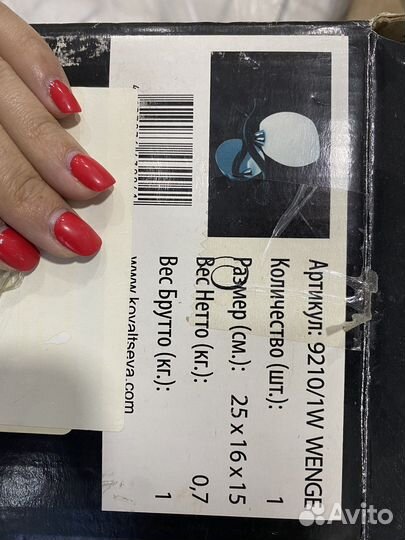 Артикул: 9210/1W WENGE
Количество (шт.): 1
Размер (см.): 25 x 16 x 15
Вес Нетто (кг.): 0,7
Вес Брутто (кг.): 1
www.kovaltseva.com
Avito